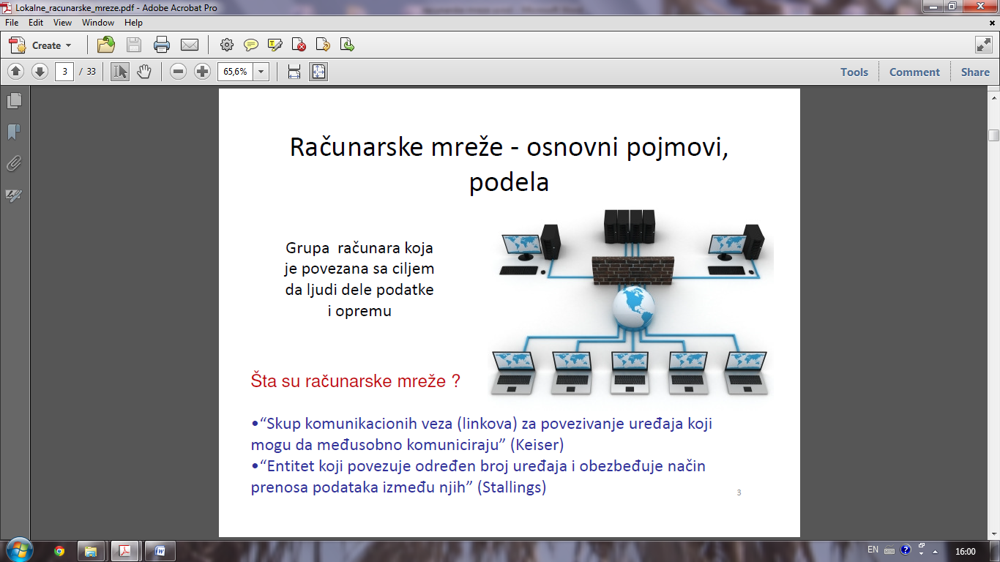 Lokalne_racunarske_mreze.pdf - Adobe Acrobat Pro
File Edit View Window Help
Create
3 / 33 65,6% Tools Comment Share
Računarske mreže - osnovni pojmovi,
podela
Grupa računara koja
je povezana sa ciljem
da ljudi dele podatke
i opremu
Šta su računarske mreže ?
•“Skup komunikacionih veza (linkova) za povezivanje uređaja koji
mogu da međusobno komuniciraju” (Keiser)
•“Entitet koji povezuje određen broj uređaja i obezbeđuje način
prenosa podataka između njih” (Stallings)
3
EN 16:00